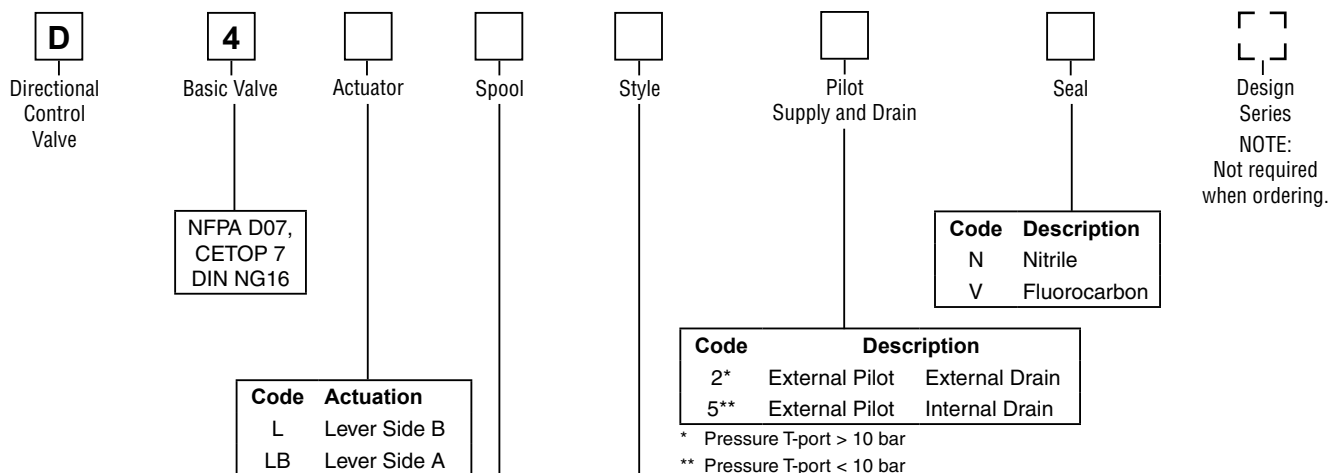 D 4
Directional Control Valve
Basic Valve
Actuator
Spool
Style
Pilot Supply and Drain
Seal
Design Series
NOTE:
Not required
when ordering.
NFPA D07,
CETOP 7
DIN NG16
Code Description
N Nitrile
V Fluorocarbon
Code Description
2* External Pilot External Drain
5** External Pilot Internal Drain
* Pressure T-port > 10 bar
** Pressure T-port < 10 bar
Code Actuation
L Lever Side B
LB Lever Side A